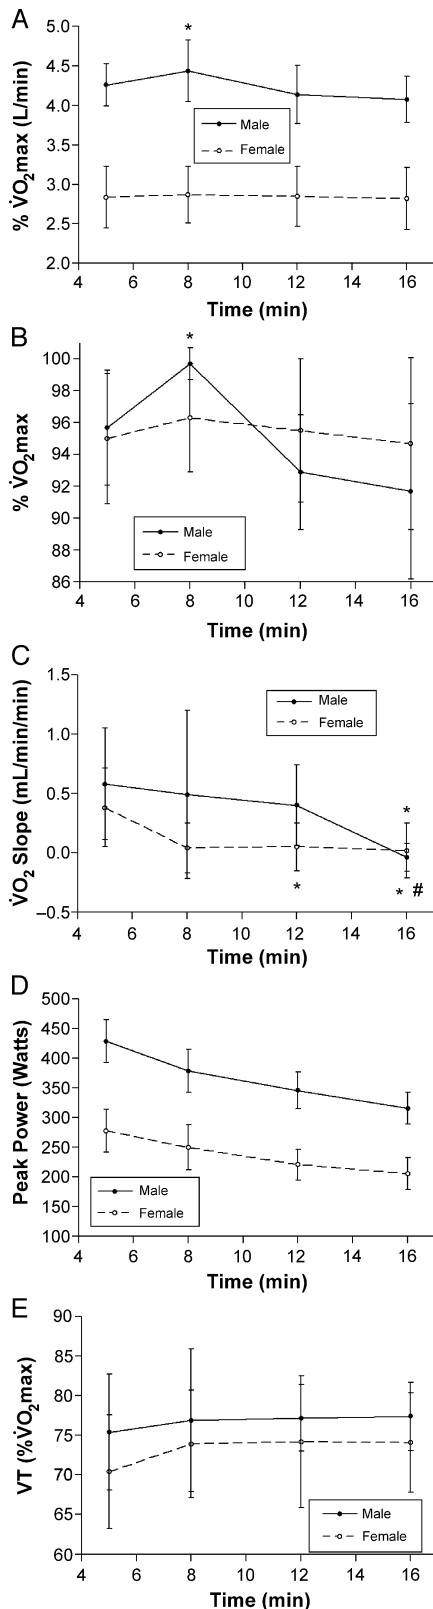 A
% V̇O2max (L/min)
5.0
4.5
4.0
3.5
3.0
2.5
2.0
*
Male
Female
4 6 8 10 12 14 16
Time (min)
B
% V̇O2max
100
98
96
94
92
90
88
86
*
Male
Female
4 6 8 10 12 14 16
Time (min)
C
V̇O2 Slope (mL/min/min)
1.5
1.0
0.5
0.0
–0.5
Male
Female
*
*
* #
4 6 8 10 12 14 16
Time (min)
D
Peak Power (Watts)
500
450
400
350
300
250
200
150
100
Male
Female
4 6 8 10 12 14 16
Time (min)
E
VT (%V̇O2max)
90
85
80
75
70
65
60
Male
Female
4 6 8 10 12 14 16
Time (min)